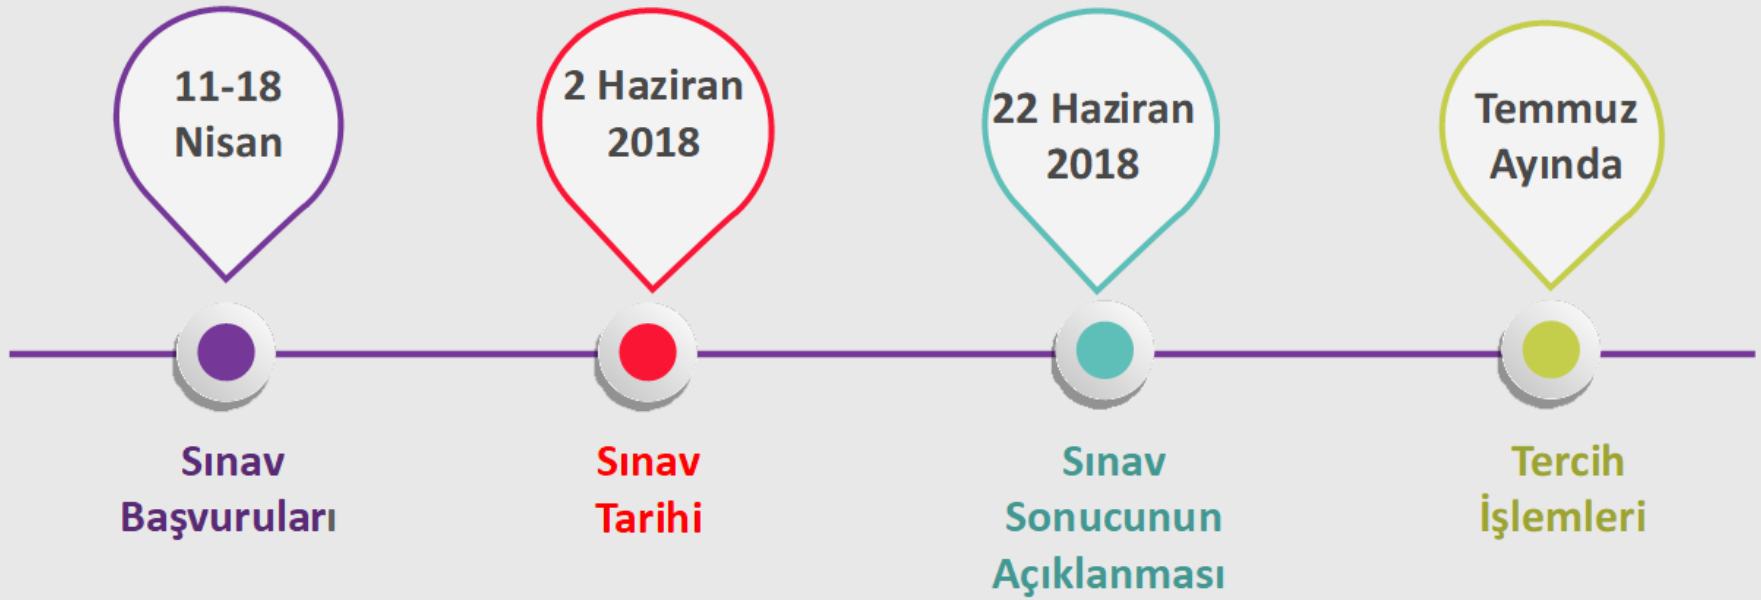 11-18
Nisan
2 Haziran
2018
22 Haziran
2018
Temmuz
Ayında
Sınav
Başvuruları
Sınav
Tarihi
Sınav
Sonucunun
Açıklanması
Tercih
İşlemleri